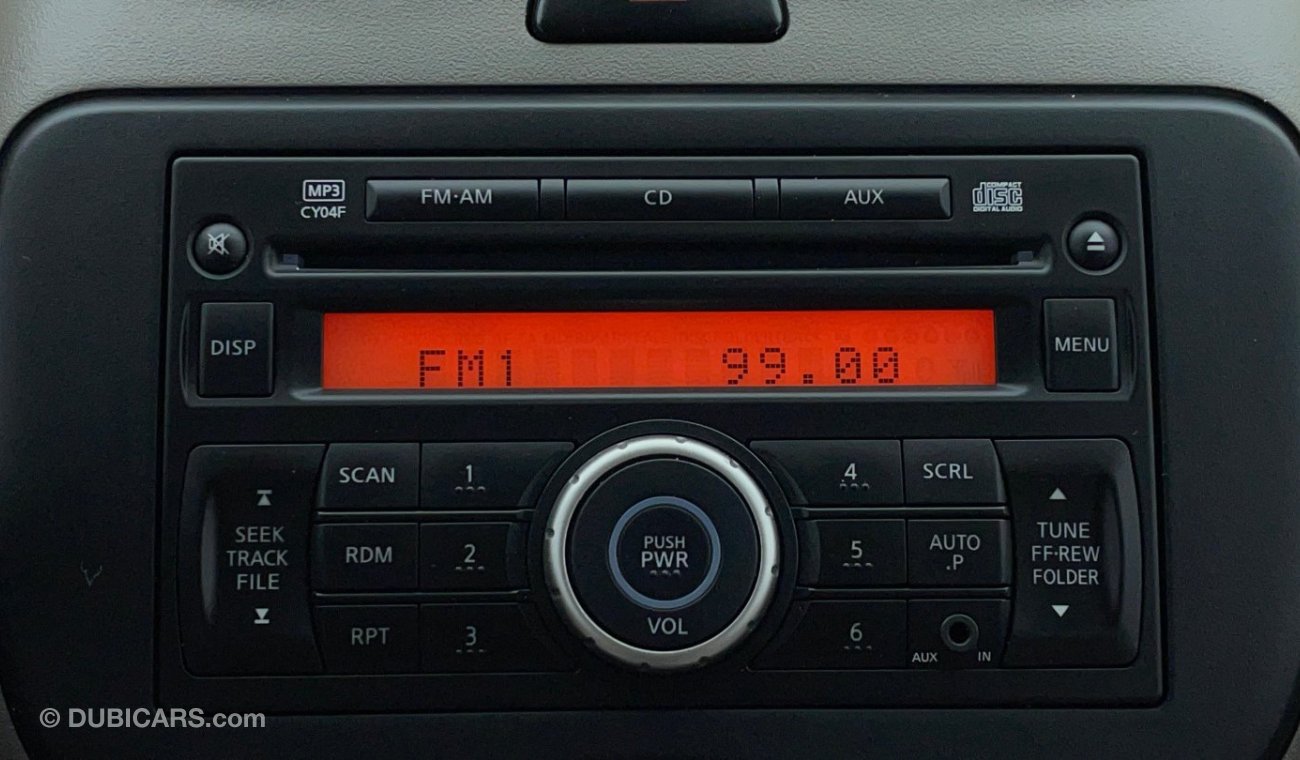 MP3
CY04F
FM·AM
CD
AUX
COMPACT
disc
DIGITAL AUDIO
DISP
FM1 99.00
MENU
SEEK
TRACK
FILE
SCAN
1
RDM
2
RPT
3
PUSH
PWR
VOL
4
SCRL
5
AUTO
.P
6
AUX IN
TUNE
FF·REW
FOLDER
© DUBICARS.com